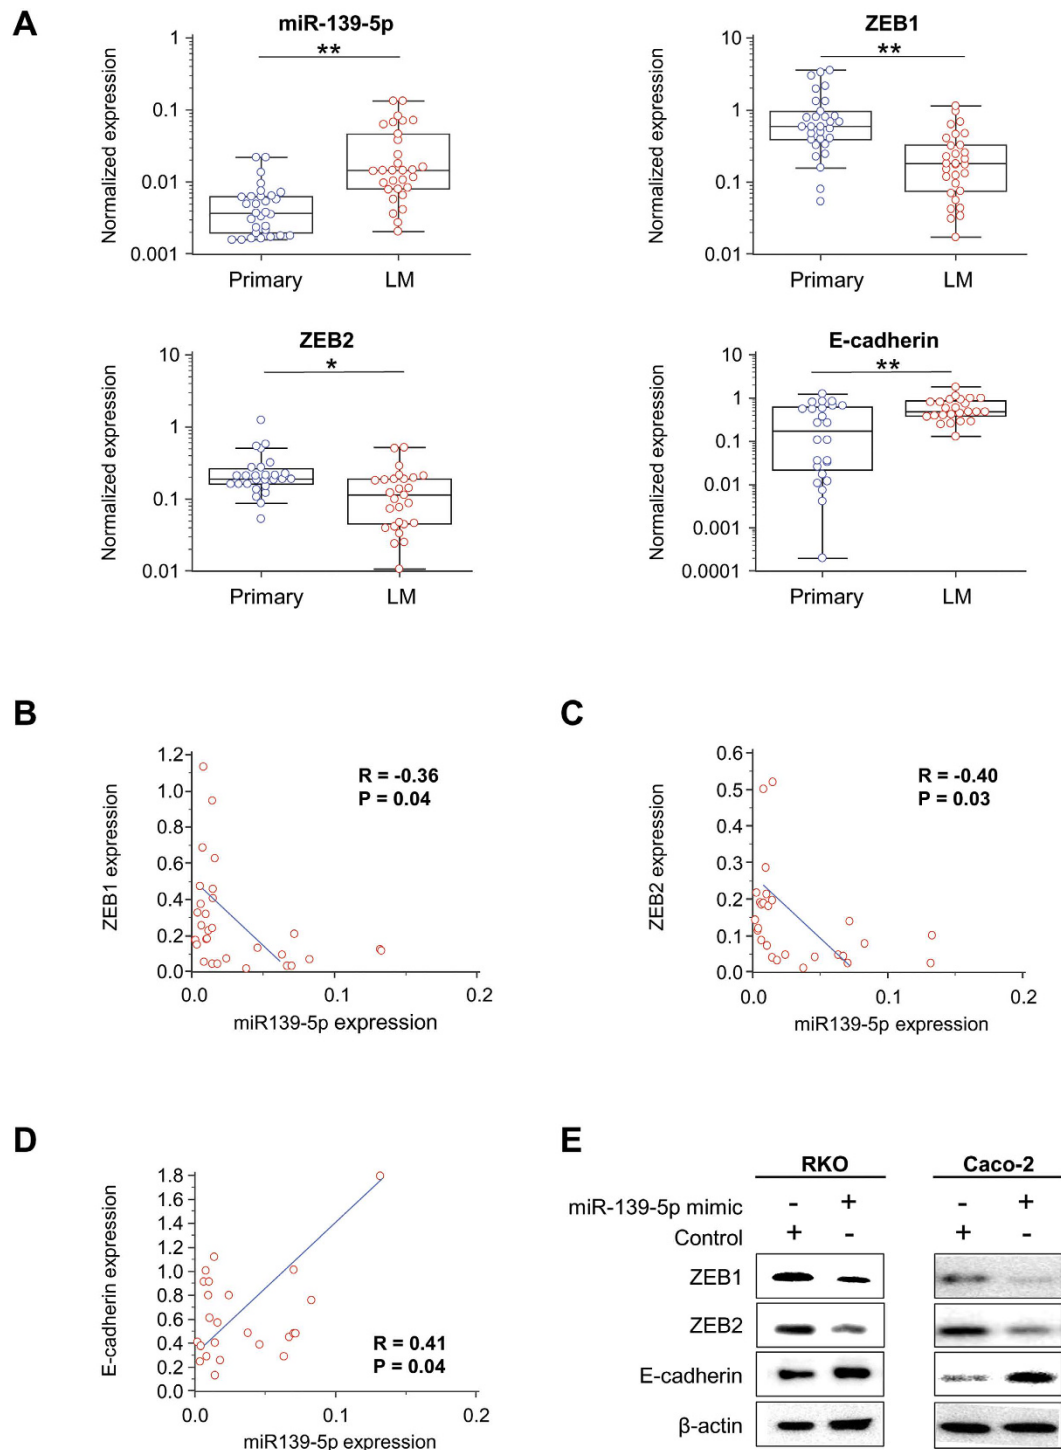 A
miR-139-5p
**
Normalized expression
1
0.1
0.01
0.001
Primary
LM
ZEB1
**
Normalized expression
10
1
0.1
0.01
Primary
LM
ZEB2
*
Normalized expression
10
1
0.1
0.01
Primary
LM
E-cadherin
**
Normalized expression
10
1
0.1
0.01
0.001
0.0001
Primary
LM
B
ZEB1 expression
1.2
1.0
0.8
0.6
0.4
0.2
0.0
R = -0.36
P = 0.04
0.0
0.1
0.2
miR139-5p expression
C
ZEB2 expression
0.6
0.5
0.4
0.3
0.2
0.1
0.0
R = -0.40
P = 0.03
0.0
0.1
0.2
miR139-5p expression
D
E-cadherin expression
1.8
1.6
1.4
1.2
1.0
0.8
0.6
0.4
0.2
0.0
R = 0.41
P = 0.04
0.0
0.1
0.2
miR139-5p expression
E
RKO
Caco-2
miR-139-5p mimic - + - +
Control + - + -
ZEB1
ZEB2
E-cadherin
β-actin